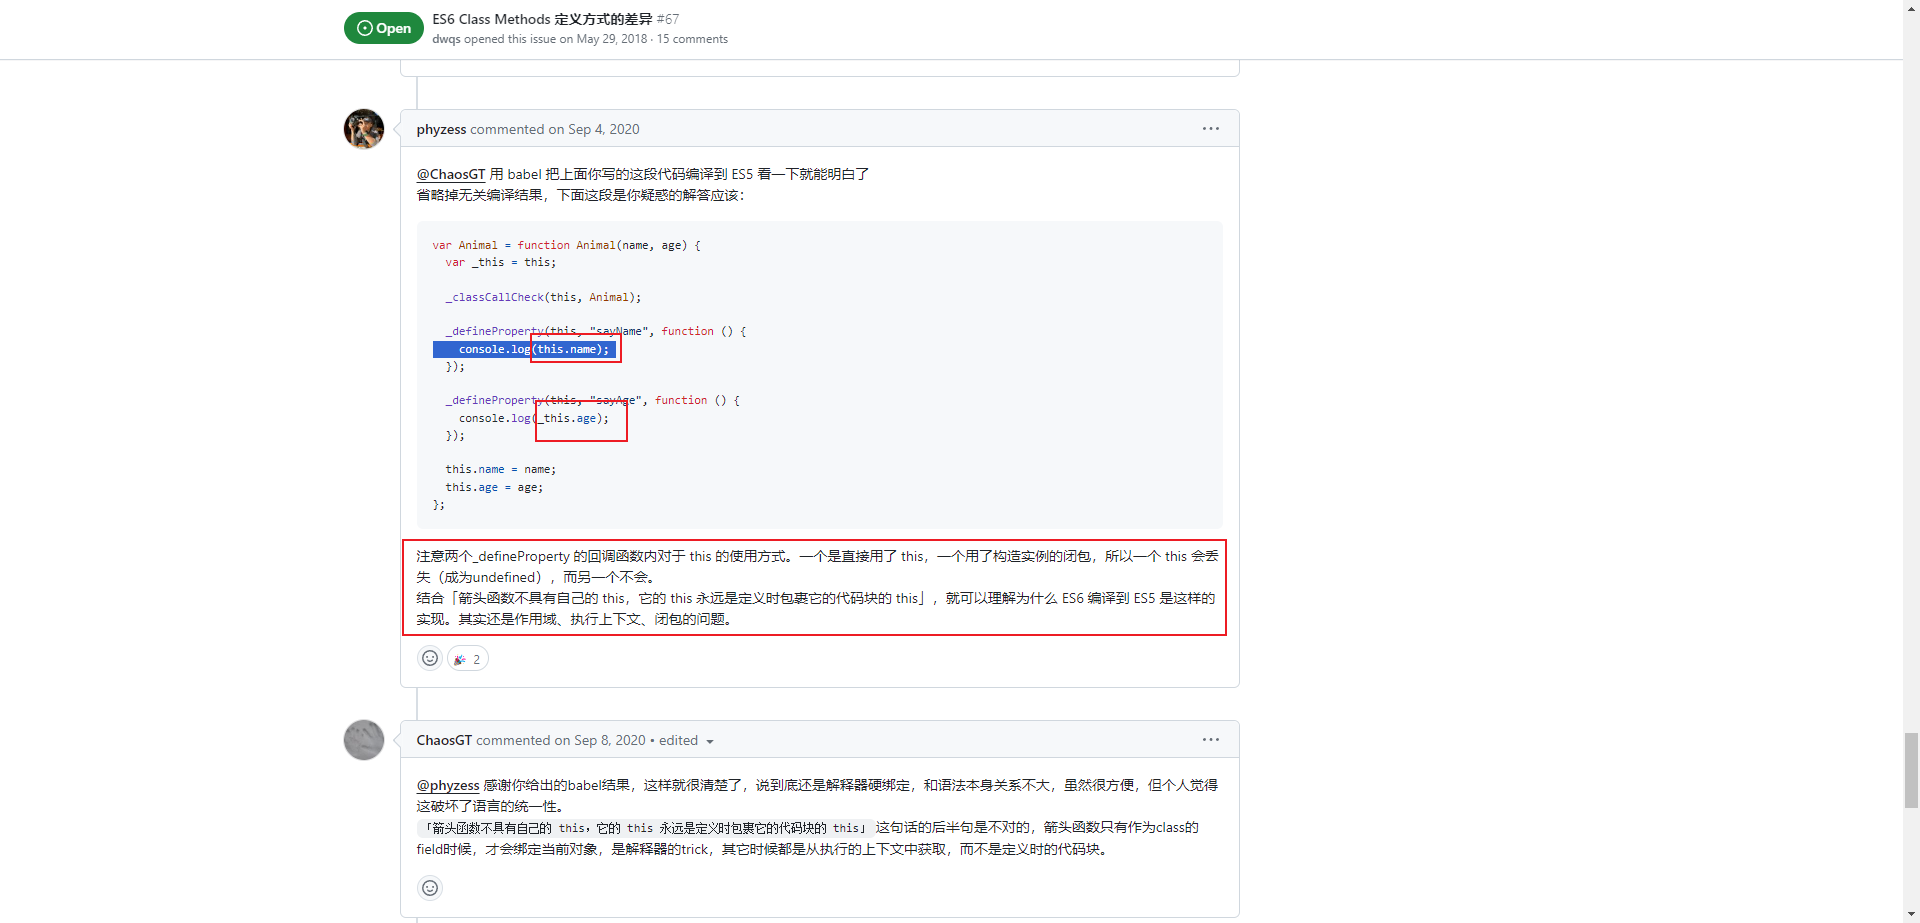 Open
ES6 Class Methods 定义方式的差异 #67
dwqs opened this issue on May 29, 2018 · 15 comments
phyzess commented on Sep 4, 2020
@ChaosGT 用 babel 把上面你写的这段代码编译到 ES5 看一下就能明白了
省略掉无关编译结果，下面这段是你疑惑的解答应该：
var Animal = function Animal(name, age) {
var _this = this;
_classCallCheck(this, Animal);
_defineProperty(this, "sayName", function () {
console.log(this.name);
});
_defineProperty(this, "sayAge", function () {
console.log(_this.age);
});
this.name = name;
this.age = age;
};
注意两个_defineProperty 的回调函数内对于 this 的使用方式。一个是直接用了 this，一个用了构造实例的闭包，所以一个 this 会丢
失（成为undefined），而另一个不会。
结合「箭头函数不具有自己的 this，它的 this 永远是定义时包裹它的代码块的 this」，就可以理解为什么 ES6 编译到 ES5 是这样的
实现。其实还是作用域、执行上下文、闭包的问题。
2
ChaosGT commented on Sep 8, 2020 • edited
@phyzess 感谢你给出的babel结果，这样就很清楚了，说到底还是解释器硬绑定，和语法本身关系不大，虽然很方便，但个人觉得
这破坏了语言的统一性。
「箭头函数不具有自己的 this，它的 this 永远是定义时包裹它的代码块的 this」 这句话的后半句是不对的，箭头函数只有作为class的
field时候，才会绑定当前对象，是解释器的trick，其它时候都是从执行的上下文中获取，而不是定义时的代码块。